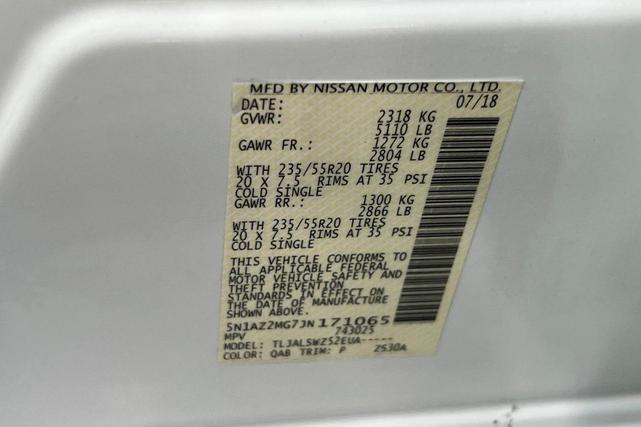 MFD BY NISSAN MOTOR CO., LTD.
DATE: 07/18
GVWR: 2318 KG
5110 LB
GAWR FR.: 1272 KG
2804 LB
WITH 235/55R20 TIRES
20 X 7.5 RIMS AT 35 PSI
COLD SINGLE
GAWR RR.: 1300 KG
2866 LB
WITH 235/55R20 TIRES
20 X 7.5 RIMS AT 35 PSI
COLD SINGLE
THIS VEHICLE CONFORMS TO
ALL APPLICABLE FEDERAL
MOTOR VEHICLE SAFETY AND
THEFT PREVENTION
STANDARDS IN EFFECT ON
THE DATE OF MANUFACTURE
SHOWN ABOVE.
5N1AZ2MG7JN171065
MPV 743025
MODEL: TLJALSWZ52EUA-----
COLOR: QAB TRIM: P ZS30A